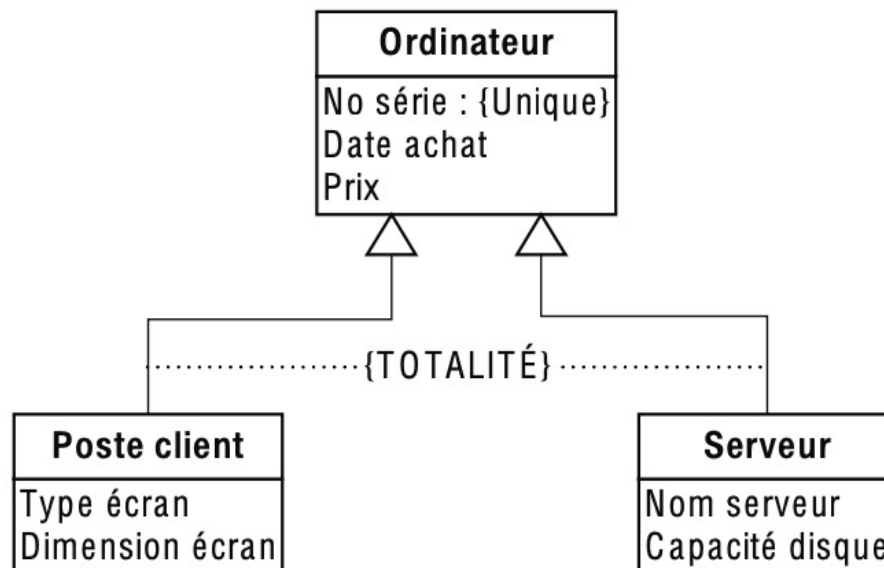 Ordinateur
No série : {Unique}
Date achat
Prix
{TOTALITÉ}
Poste client
Type écran
Dimension écran
Serveur
Nom serveur
Capacité disque